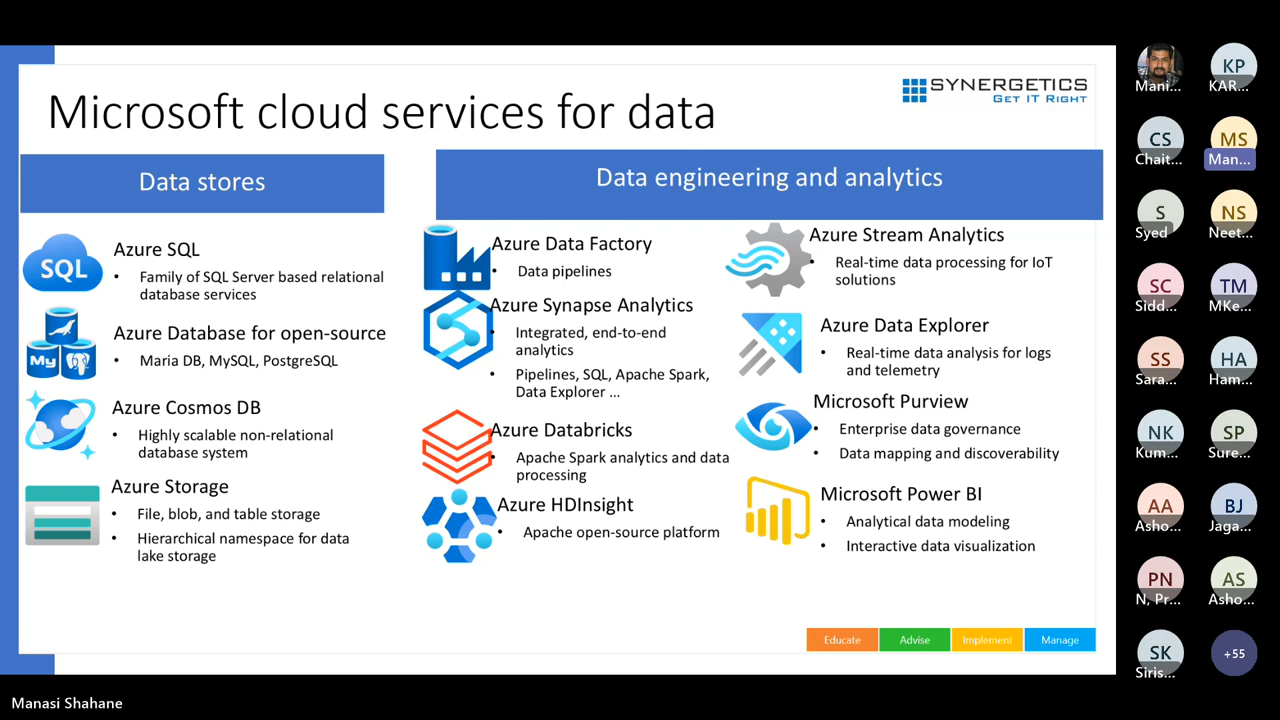 SYNERGETICS
GET IT RIGHT
Microsoft cloud services for data
Data stores
SQL
Azure SQL
• Family of SQL Server based relational
database services
My
Azure Database for open-source
• Maria DB, MySQL, PostgreSQL
Azure Cosmos DB
• Highly scalable non-relational
database system
Azure Storage
• File, blob, and table storage
• Hierarchical namespace for data
lake storage
Data engineering and analytics
Azure Data Factory
• Data pipelines
Azure Synapse Analytics
• Integrated, end-to-end
analytics
• Pipelines, SQL, Apache Spark,
Data Explorer ...
Azure Databricks
• Apache Spark analytics and data
processing
Azure HDInsight
• Apache open-source platform
Azure Stream Analytics
• Real-time data processing for IoT
solutions
Azure Data Explorer
• Real-time data analysis for logs
and telemetry
Microsoft Purview
• Enterprise data governance
• Data mapping and discoverability
Microsoft Power BI
• Analytical data modeling
• Interactive data visualization
Educate
Advise
Implement
Manage
Mani...
KP
KAR...
CS
Chait...
MS
Man...
S
Syed
NS
Neet...
SC
Sidd...
TM
MKe...
SS
Sara...
HA
Ham...
NK
Kum...
SP
Sure...
AA
Asho...
BJ
Jaga...
PN
N, Pr...
AS
Asho...
SK
Siris...
+55
Manasi Shahane